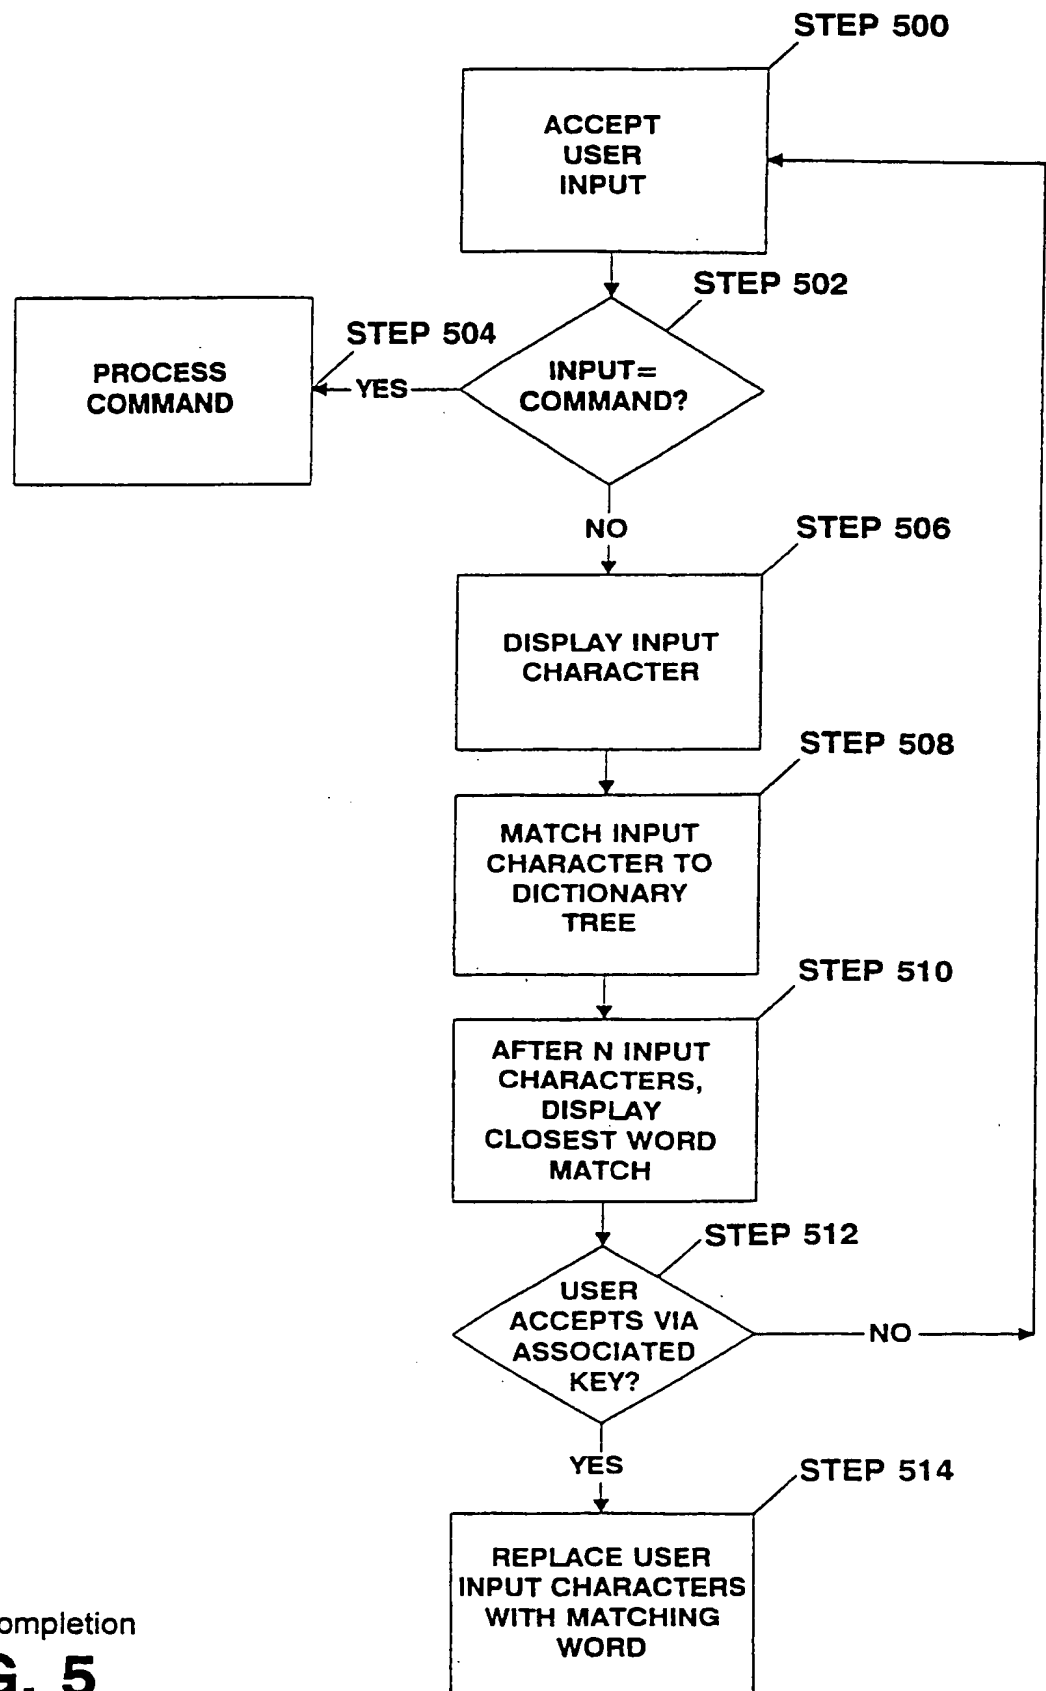 STEP 500
ACCEPT
USER
INPUT
STEP 502
INPUT=
COMMAND?
STEP 504
YES
PROCESS
COMMAND
NO
STEP 506
DISPLAY INPUT
CHARACTER
STEP 508
MATCH INPUT
CHARACTER TO
DICTIONARY
TREE
STEP 510
AFTER N INPUT
CHARACTERS,
DISPLAY
CLOSEST WORD
MATCH
STEP 512
USER
ACCEPTS VIA
ASSOCIATED
KEY?
NO
YES
STEP 514
REPLACE USER
INPUT CHARACTERS
WITH MATCHING
WORD
ompletion
G. 5